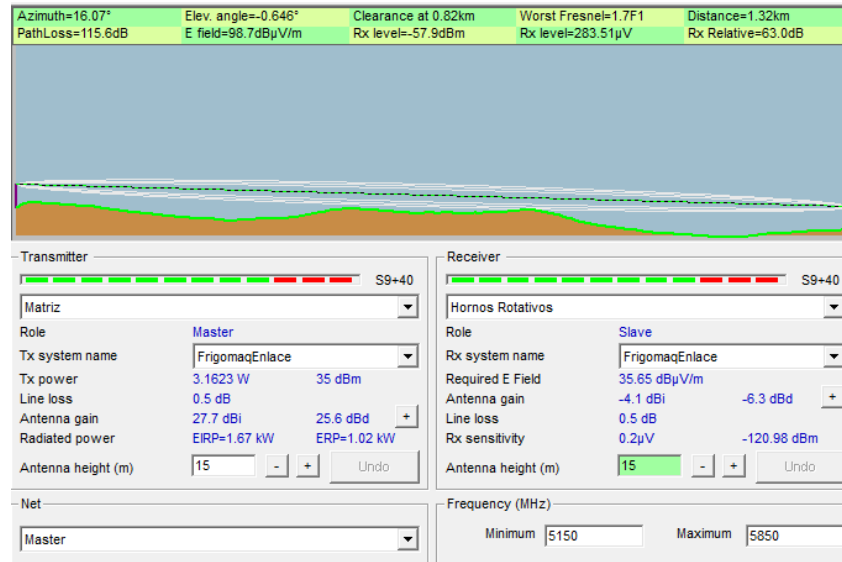 Azimuth=16.07° Elev. angle=-0.646° Clearance at 0.82km Worst Fresnel=1.7F1 Distance=1.32km
PathLoss=115.6dB E field=98.7dBµV/m Rx level=-57.9dBm Rx level=283.51µV Rx Relative=63.0dB
Transmitter
S9+40
Matriz
Role Master
Tx system name FrigomaqEnlace
Tx power 3.1623 W 35 dBm
Line loss 0.5 dB
Antenna gain 27.7 dBi 25.6 dBd +
Radiated power EIRP=1.67 kW ERP=1.02 kW
Antenna height (m) 15 - + Undo
Net
Master
Receiver
S9+40
Hornos Rotativos
Role Slave
Rx system name FrigomaqEnlace
Required E Field 35.65 dBµV/m
Antenna gain -4.1 dBi -6.3 dBd +
Line loss 0.5 dB
Rx sensitivity 0.2µV -120.98 dBm
Antenna height (m) 15 - + Undo
Frequency (MHz)
Minimum 5150 Maximum 5850